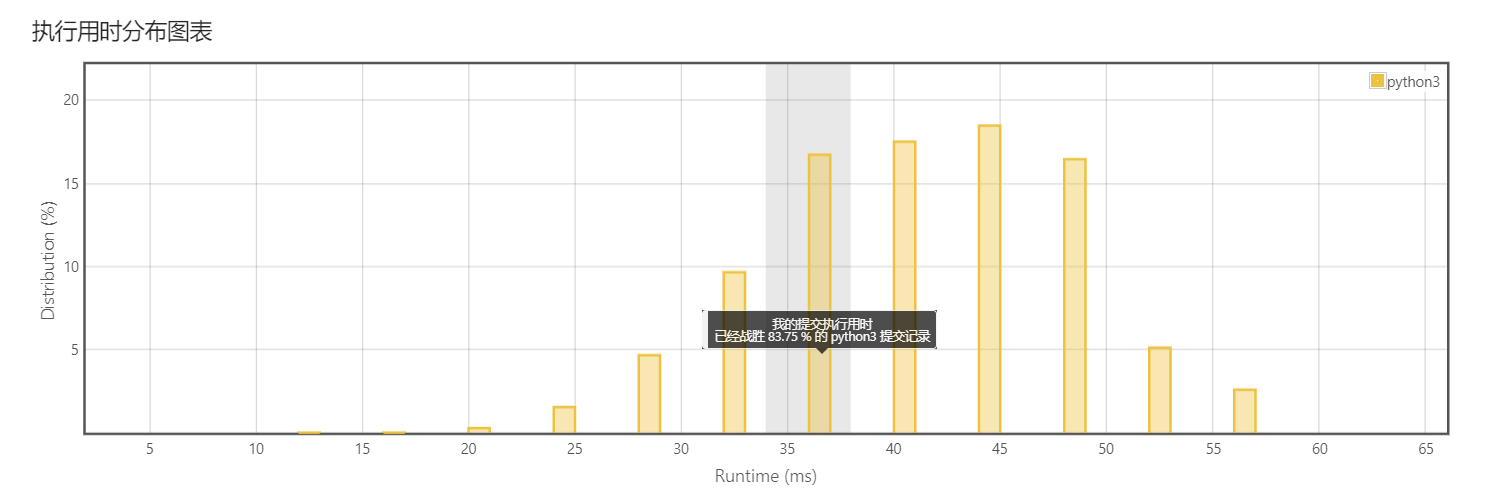 执行用时分布图表
python3
20
15
10
5
Distribution (%)
我的提交执行用时
已经战胜 83.75 % 的 python3 提交记录
5 10 15 20 25 30 35 40 45 50 55 60 65
Runtime (ms)